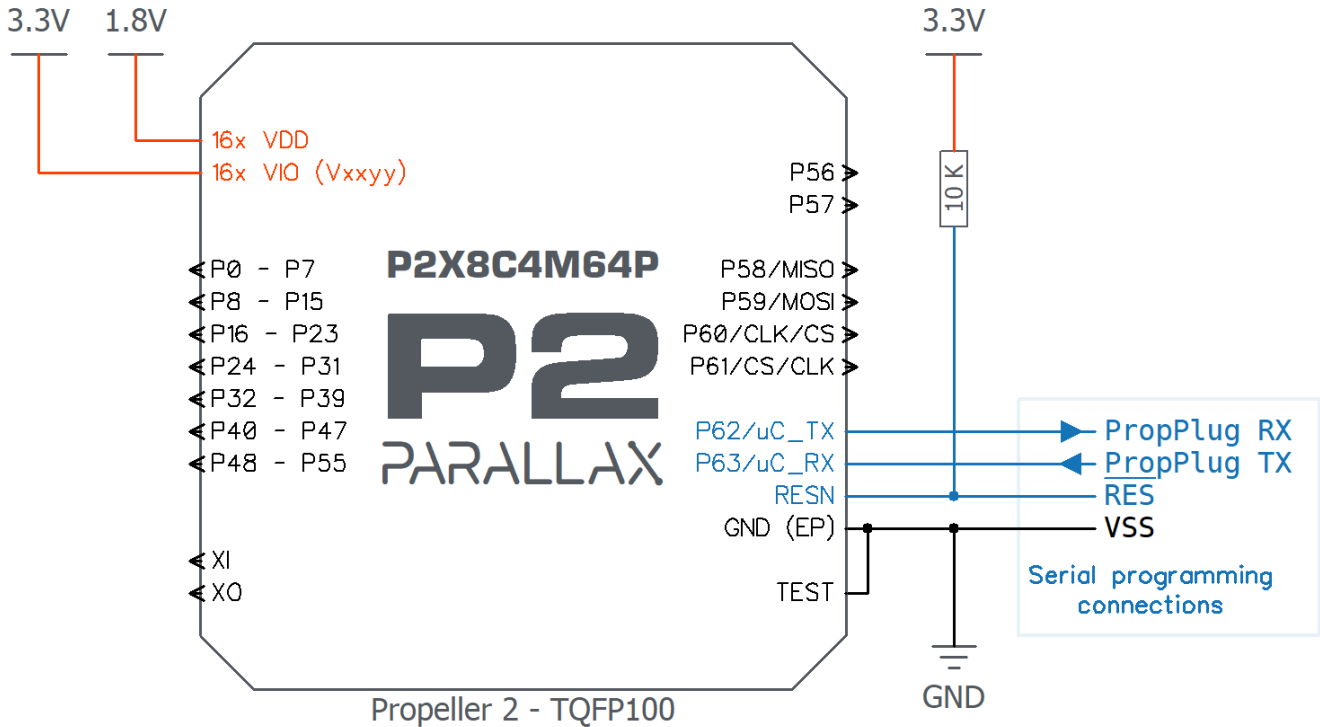 3.3V
1.8V
3.3V
16x VDD
16x VIO (Vxxyy)
P56
P57
10 K
P2X8C4M64P
P2
PARALLAX
P0 - P7
P8 - P15
P16 - P23
P24 - P31
P32 - P39
P40 - P47
P48 - P55
XI
XO
P58/MISO
P59/MOSI
P60/CLK/CS
P61/CS/CLK
P62/uC_TX
P63/uC_RX
RESN
GND (EP)
TEST
PropPlug RX
PropPlug TX
RES
VSS
Serial programming
connections
GND
Propeller 2 - TQFP100